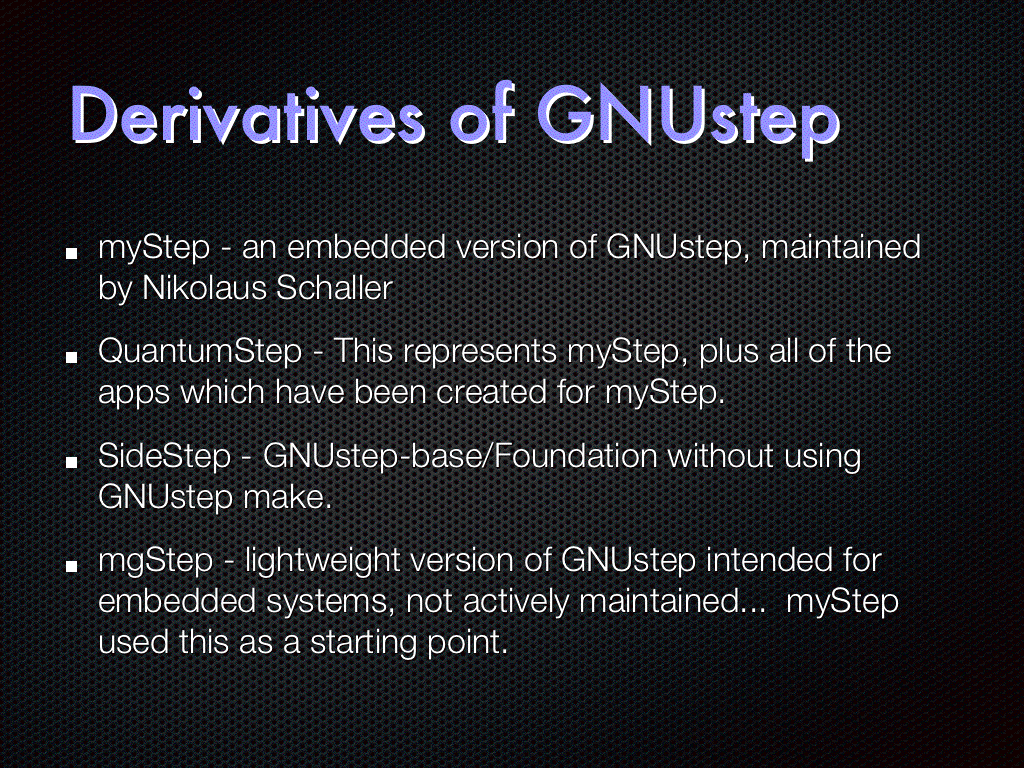 Derivatives of GNUstep
myStep - an embedded version of GNUstep, maintained
by Nikolaus Schaller
QuantumStep - This represents myStep, plus all of the
apps which have been created for myStep.
SideStep - GNUstep-base/Foundation without using
GNUstep make.
mgStep - lightweight version of GNUstep intended for
embedded systems, not actively maintained...  myStep
used this as a starting point.